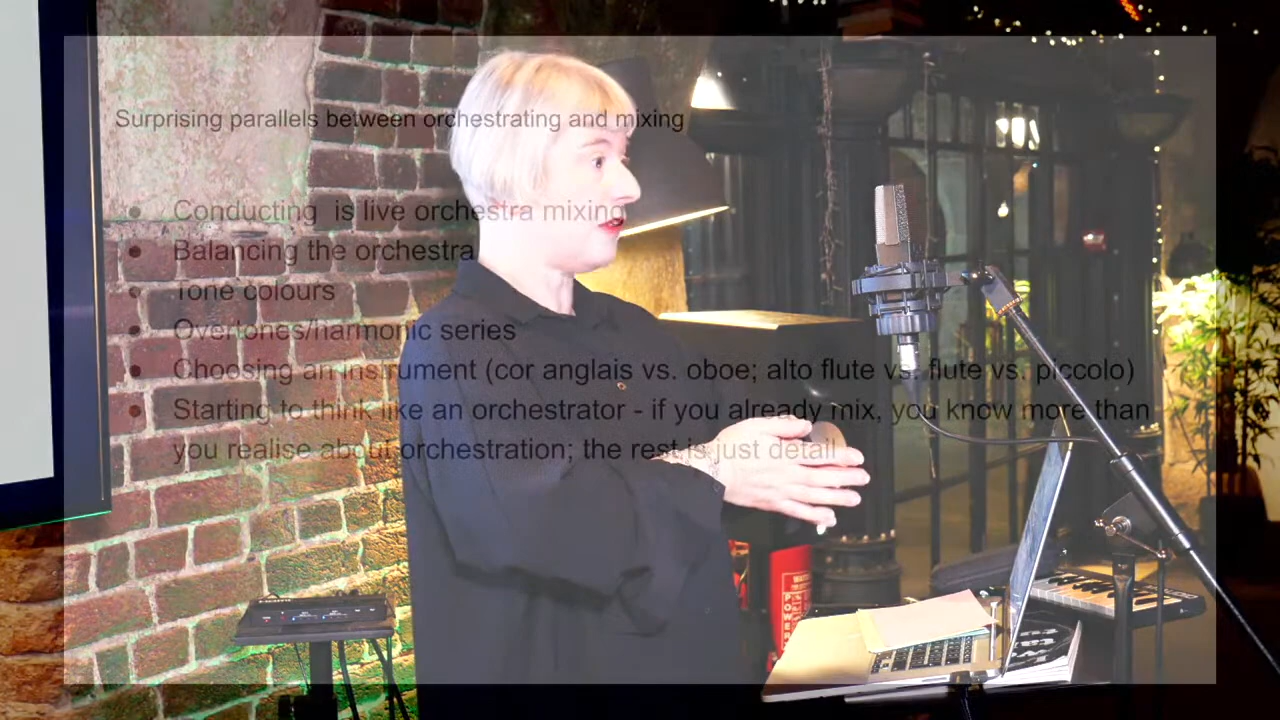 Surprising parallels between orchestrating and mixing
Conducting is live orchestra mixing
Balancing the orchestra
Tone colours
Overtones/harmonic series
Choosing an instrument (cor anglais vs. oboe; alto flute vs. flute vs. piccolo)
Starting to think like an orchestrator - if you already mix, you know more than
you realise about orchestration; the rest is just detail
WATER
POWER